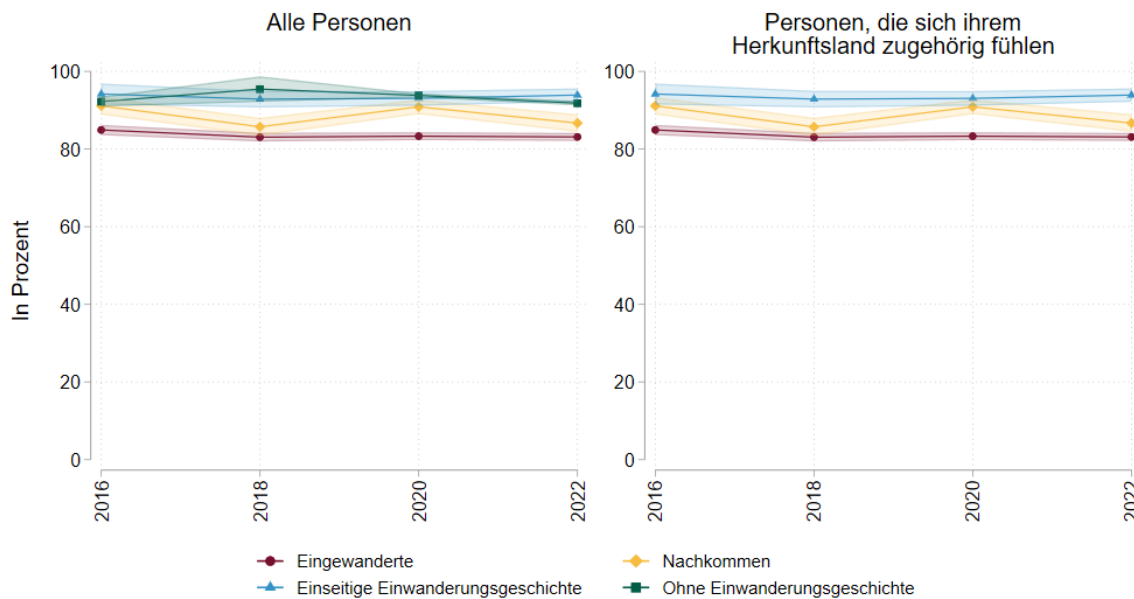 Alle Personen
Personen, die sich ihrem
Herkunftsland zugehörig fühlen
In Prozent
100
80
60
40
20
0
2016
2018
2020
2022
100
80
60
40
20
0
2016
2018
2020
2022
Eingewanderte
Nachkommen
Einseitige Einwanderungsgeschichte
Ohne Einwanderungsgeschichte